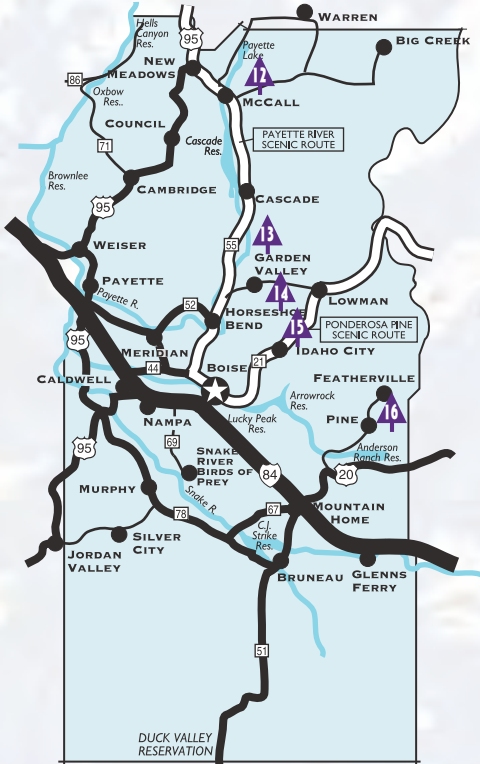 Hells
Canyon
Res.
95
WARREN
BIG CREEK
Payette
Lake
NEW
MEADOWS
12
86
Oxbow
Res..
MCCALL
COUNCIL
PAYETTE RIVER
SCENIC ROUTE
71
Cascade
Res.
Brownlee
Res.
CAMBRIDGE
CASCADE
95
13
WEISER
55
GARDEN
VALLEY
PAYETTE
14
LOWMAN
Payette R.
52
HORSESHOE
BEND
15
PONDEROSA PINE
SCENIC ROUTE
95
MERIDIAN
IDAHO CITY
44
BOISE
21
CALDWELL
FEATHERVILLE
Arrowrock
Res.
16
Lucky Peak
Res.
PINE
NAMPA
69
95
Anderson
Ranch Res.
SNAKE
RIVER
BIRDS OF
PREY
84
20
MURPHY
Snake R.
78
67
MOUNTAIN
HOME
C.J.
Strike
Res.
SILVER
CITY
JORDAN
VALLEY
BRUNEAU
GLENNS
FERRY
51
DUCK VALLEY
RESERVATION